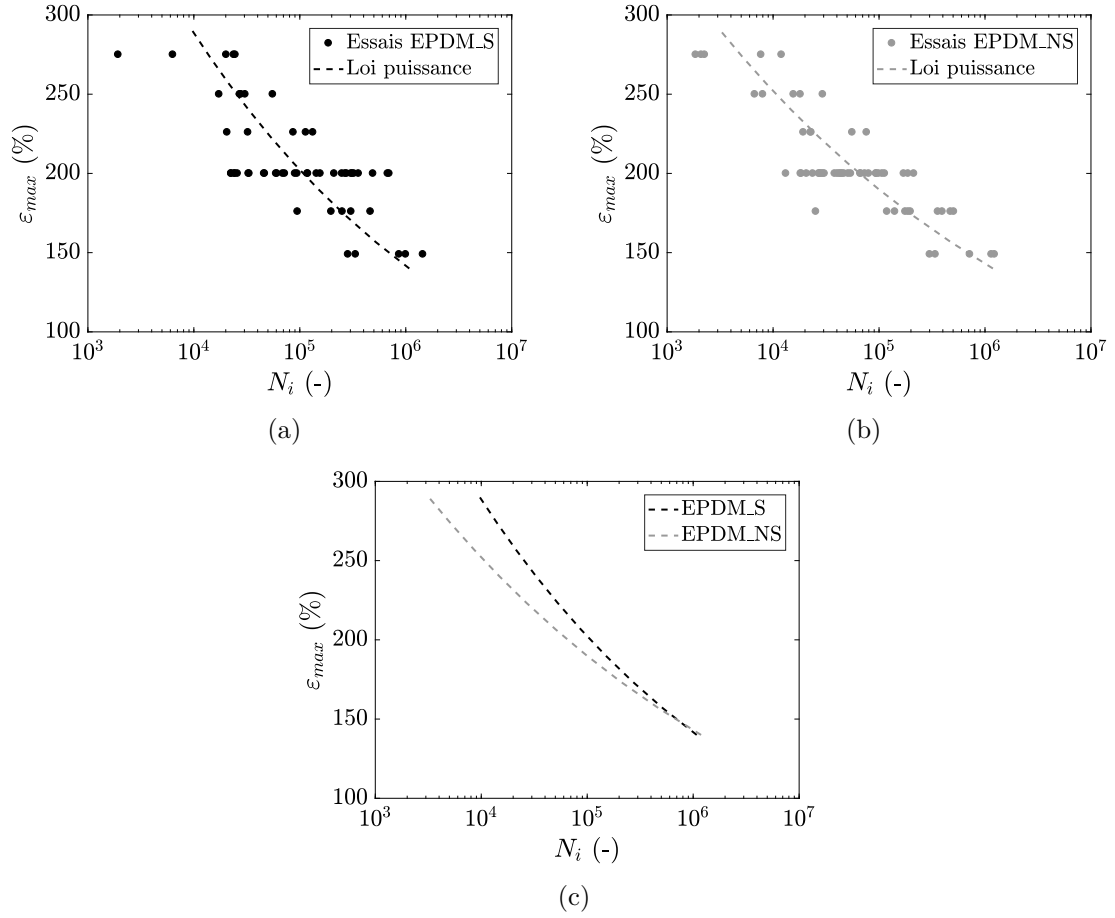 300
250
200
150
100
ε_max (%)
Essais EPDM_S
Loi puissance
10^3 10^4 10^5 10^6 10^7
N_i (-)
(a)
300
250
200
150
100
ε_max (%)
Essais EPDM_NS
Loi puissance
10^3 10^4 10^5 10^6 10^7
N_i (-)
(b)
300
250
200
150
100
ε_max (%)
EPDM_S
EPDM_NS
10^3 10^4 10^5 10^6 10^7
N_i (-)
(c)